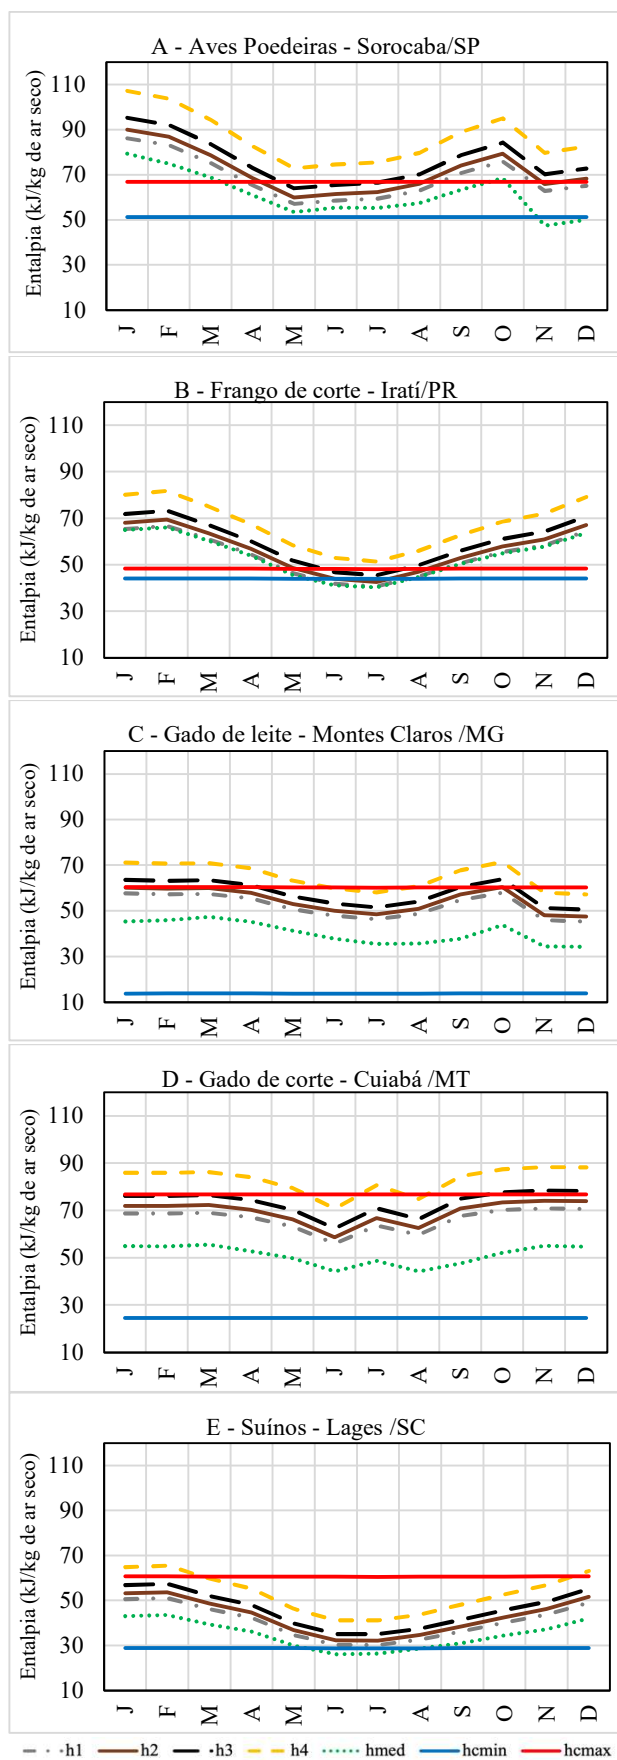 A - Aves Poedeiras - Sorocaba/SP
Entalpia (kJ/kg de ar seco)
110
90
70
50
30
10
J F M A M J J A S O N D
B - Frango de corte - Iratí/PR
Entalpia (kJ/kg de ar seco)
110
90
70
50
30
10
J F M A M J J A S O N D
C - Gado de leite - Montes Claros /MG
Entalpia (kJ/kg de ar seco)
110
90
70
50
30
10
J F M A M J J A S O N D
D - Gado de corte - Cuiabá /MT
Entalpia (kJ/kg de ar seco)
110
90
70
50
30
10
J F M A M J J A S O N D
E - Suínos - Lages /SC
Entalpia (kJ/kg de ar seco)
110
90
70
50
30
10
J F M A M J J A S O N D
h1 h2 h3 h4 hmed hcmin hcmax